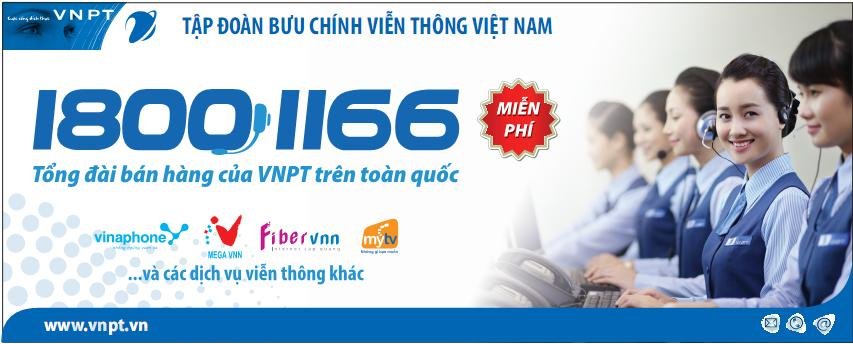 VNPT
TẬP ĐOÀN BƯU CHÍNH VIỄN THÔNG VIỆT NAM
1800 1166
MIỄN
PHÍ
Tổng đài bán hàng của VNPT trên toàn quốc
vinaphone
MEGA VNN
Fibervnn
mytv
...và các dịch vụ viễn thông khác
www.vnpt.vn